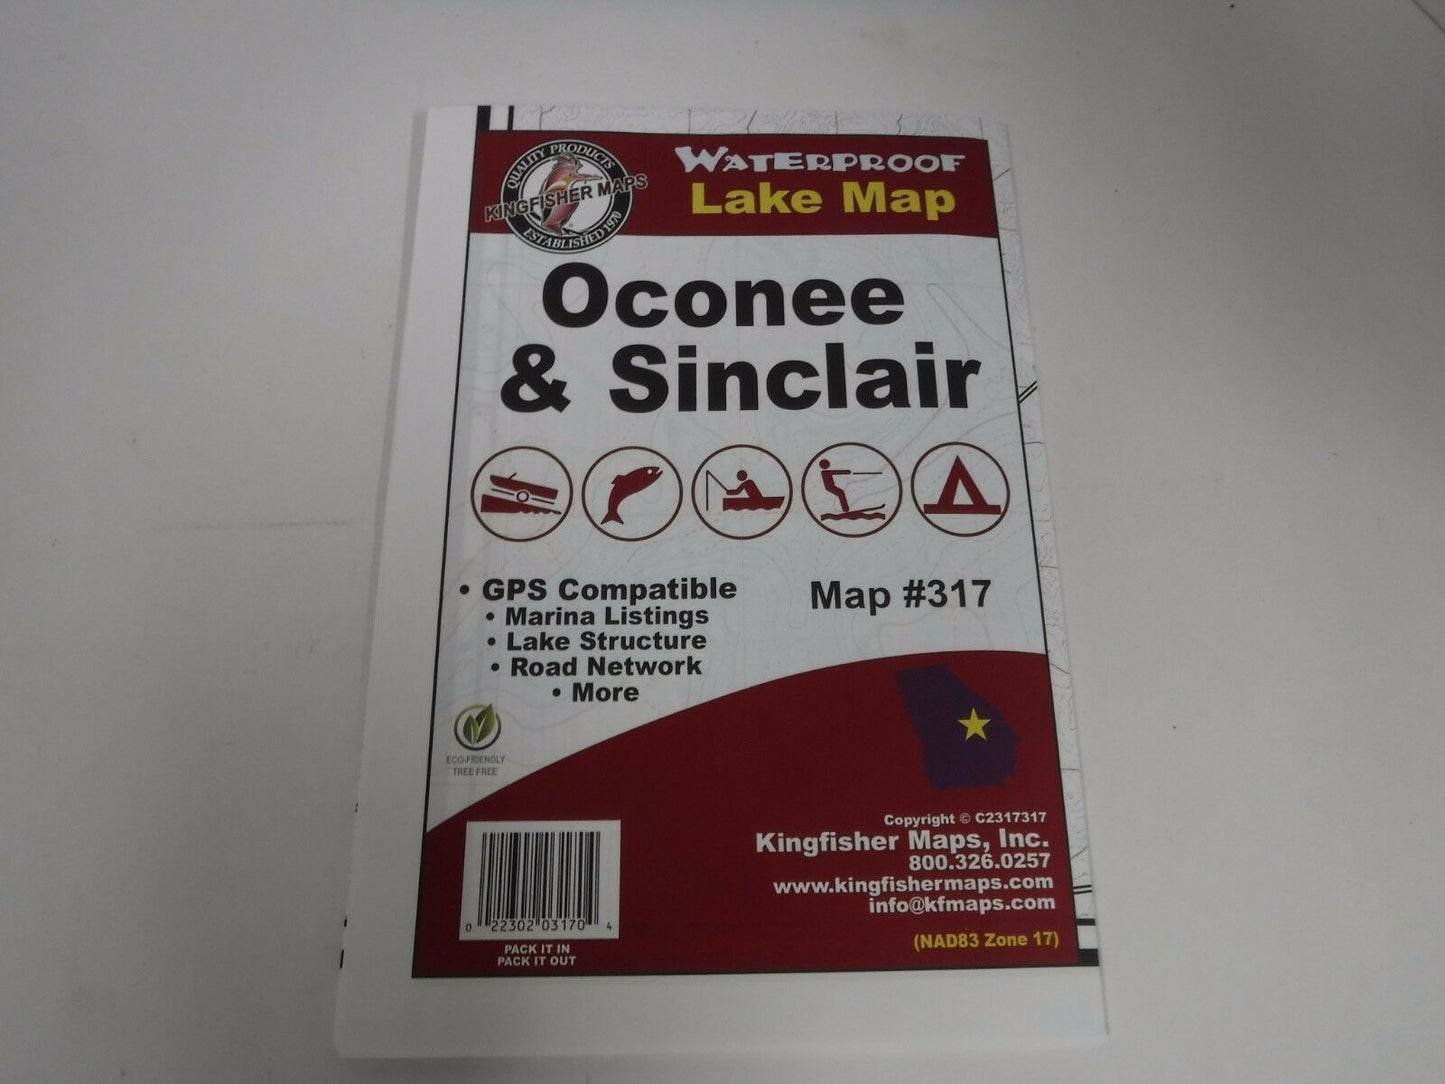 QUALITY PRODUCTS
KINGFISHER MAPS
ESTABLISHED 1970
WATERPROOF
Lake Map
Oconee
& Sinclair
• GPS Compatible
• Marina Listings
• Lake Structure
• Road Network
• More
Map #317
ECO-FRIENDLY
TREE FREE
Copyright © C2317317
Kingfisher Maps, Inc.
800.326.0257
www.kingfishermaps.com
info@kfmaps.com
(NAD83 Zone 17)
0 22302 03170 4
PACK IT IN
PACK IT OUT